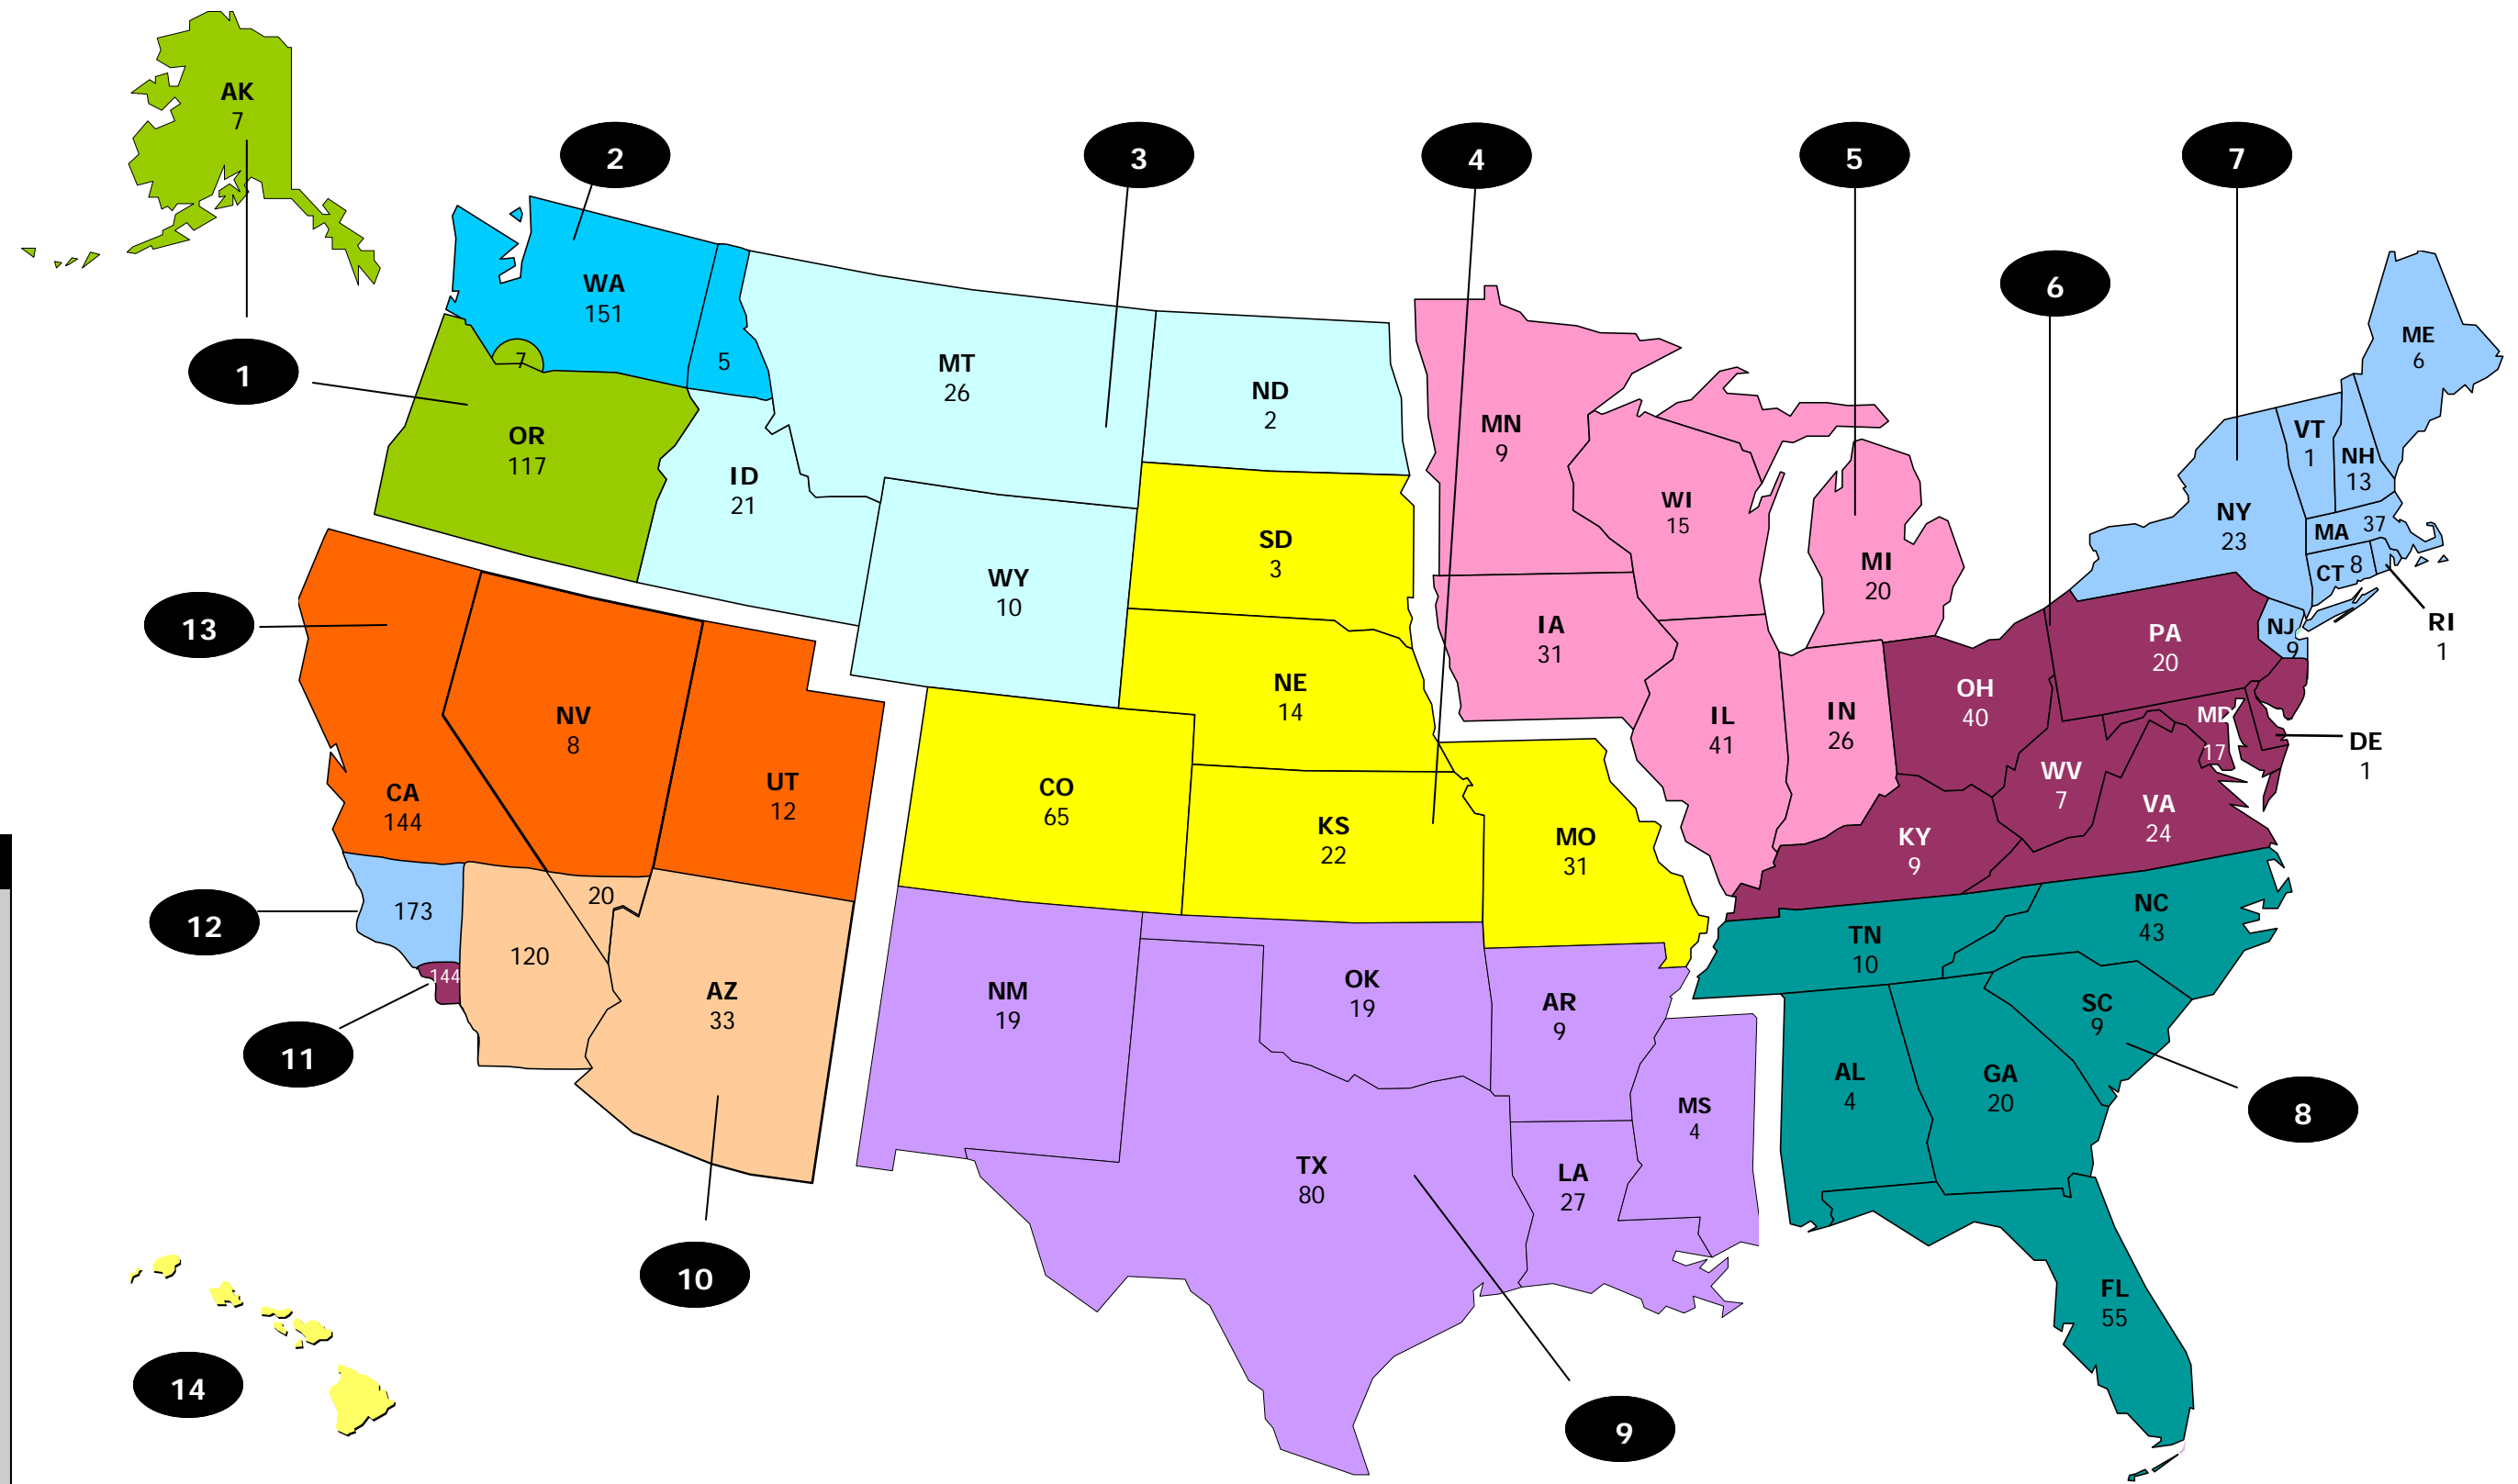 AK
7
2
3
4
5
7
6
1
WA
151
7
5
OR
117
ID
21
MT
26
ND
2
WY
10
SD
3
NE
14
CO
65
KS
22
MO
31
MN
9
WI
15
MI
20
IA
31
IL
41
IN
26
ME
6
VT
1
NH
13
NY
23
MA 37
CT 8
RI
1
NJ
9
PA
20
OH
40
MD
17
DE
1
WV
7
VA
24
KY
9
13
NV
8
UT
12
CA
144
12
173
20
120
144
11
AZ
33
10
NM
19
OK
19
AR
9
TX
80
LA
27
MS
4
9
TN
10
NC
43
SC
9
AL
4
GA
20
8
FL
55
14